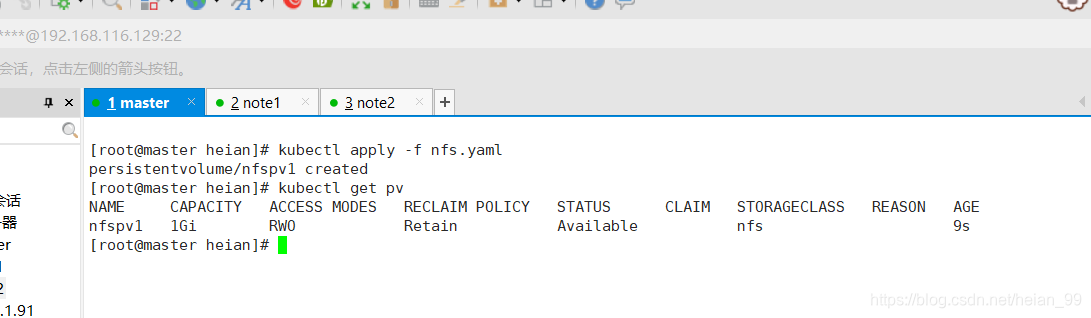 ****@192.168.116.129:22
会话，点击左侧的箭头按钮。
1 master
2 note1
3 note2
[root@master heian]# kubectl apply -f nfs.yaml
persistentvolume/nfspv1 created
[root@master heian]# kubectl get pv
NAME CAPACITY ACCESS MODES RECLAIM POLICY STATUS CLAIM STORAGECLASS REASON AGE
nfspv1 1Gi RWO Retain Available nfs 9s
[root@master heian]#
会话
器
er
2
.1.91
https://blog.csdn.net/heian_99